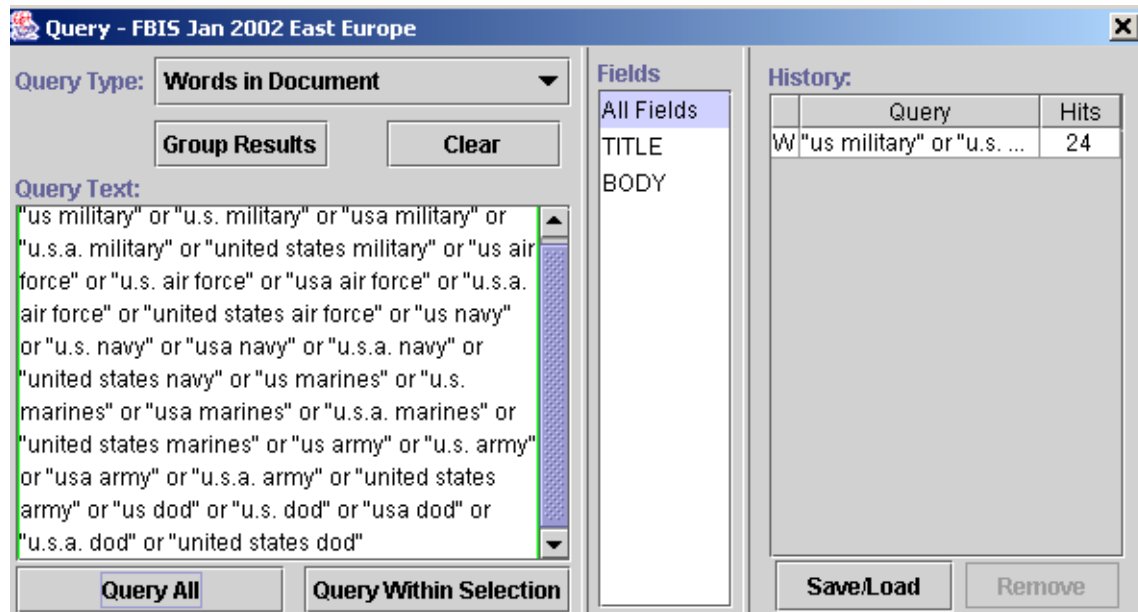 Query - FBIS Jan 2002 East Europe
Query Type: Words in Document
Group Results Clear
Query Text:
"us military" or "u.s. military" or "usa military" or
"u.s.a. military" or "united states military" or "us air
force" or "u.s. air force" or "usa air force" or "u.s.a.
air force" or "united states air force" or "us navy"
or "u.s. navy" or "usa navy" or "u.s.a. navy" or
"united states navy" or "us marines" or "u.s.
marines" or "usa marines" or "u.s.a. marines" or
"united states marines" or "us army" or "u.s. army"
or "usa army" or "u.s.a. army" or "united states
army" or "us dod" or "u.s. dod" or "usa dod" or
"u.s.a. dod" or "united states dod"
Query All Query Within Selection
Fields
All Fields
TITLE
BODY
History:
Query Hits
W "us military" or "u.s. ... 24
Save/Load Remove